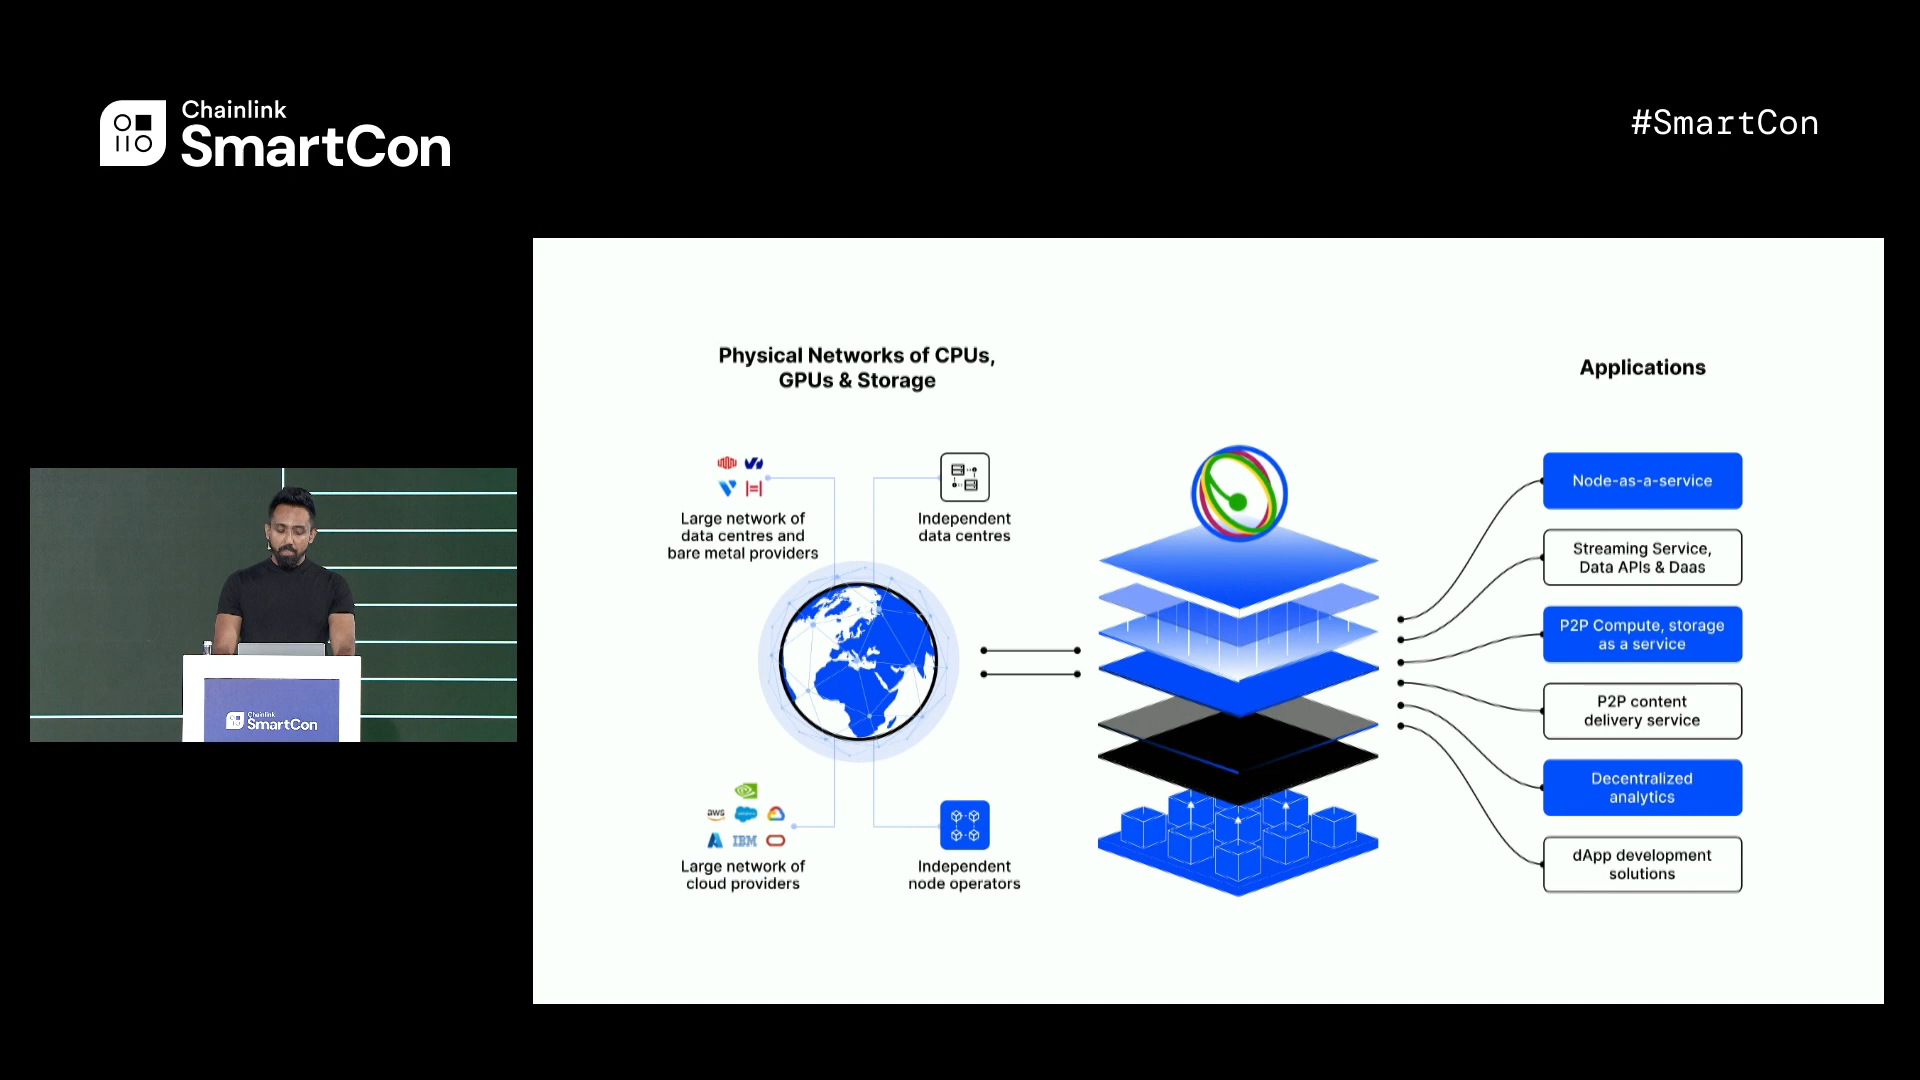 Chainlink
SmartCon
#SmartCon
Physical Networks of CPUs,
GPUs & Storage
Applications
Large network of
data centres and
bare metal providers
Independent
data centres
aws
salesforce
IBM
Large network of
cloud providers
Independent
node operators
Node-as-a-service
Streaming Service,
Data APIs & Daas
P2P Compute, storage
as a service
P2P content
delivery service
Decentralized
analytics
dApp development
solutions
Chainlink
SmartCon